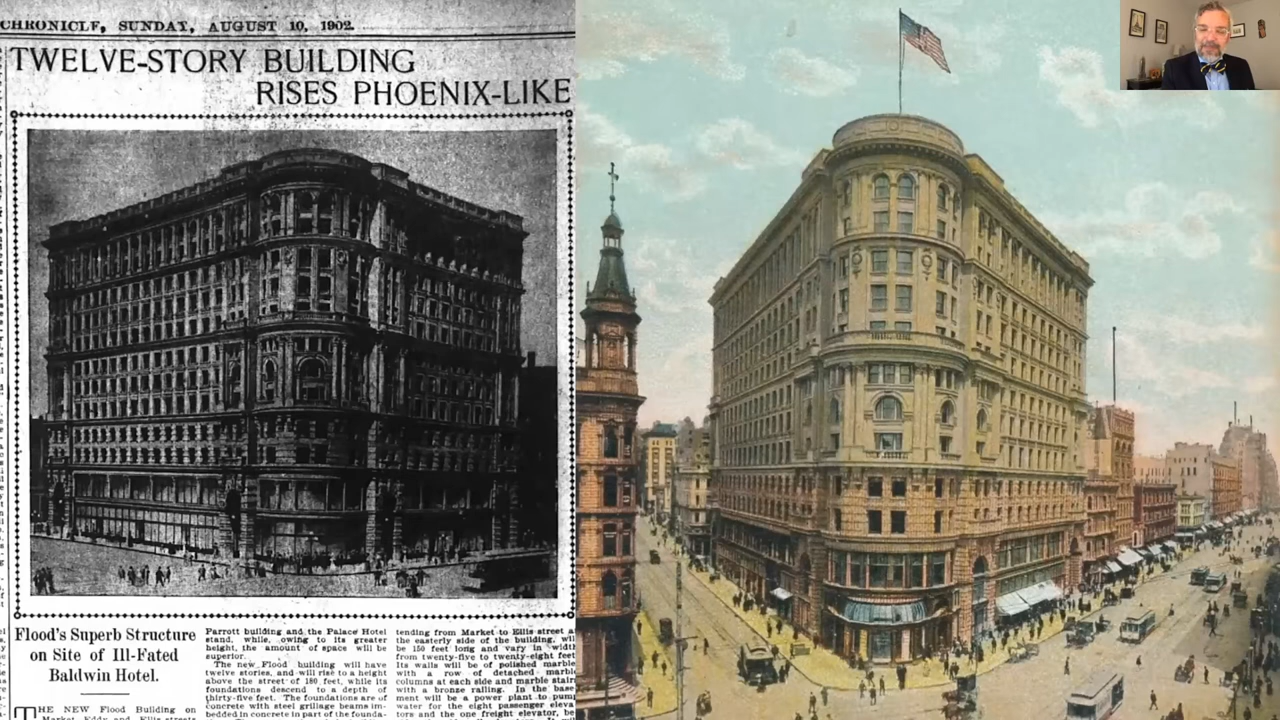 CHRONICLE, SUNDAY, AUGUST 10, 1902.
TWELVE-STORY BUILDING
RISES PHOENIX-LIKE
Flood's Superb Structure
on Site of Ill-Fated
Baldwin Hotel.
THE NEW Flood Building on
Market, Eddy and Ellis streets
Parrott building and the Palace Hotel
stand, while, owing to its greater
height, the amount of space will be
superior.
The new Flood building will have
twelve stories, and will rise to a height
above the street of 180 feet, while its
foundations descend to a depth of
thirty-five feet. The foundations are of
concrete with steel grillage beams im-
bedded in concrete in part of the founda-
tending from Market to Ellis street
the easterly side of the building, will
be 150 feet long and vary in width
from twenty-five to twenty-eight feet
Its walls will be of polished marble
with a row of detached marbl
columns at each side and marble stair
with a bronze railing. In the base
ment will be a power plant to pump
water for the eight passenger eleva
tors and the one freight elevator, be